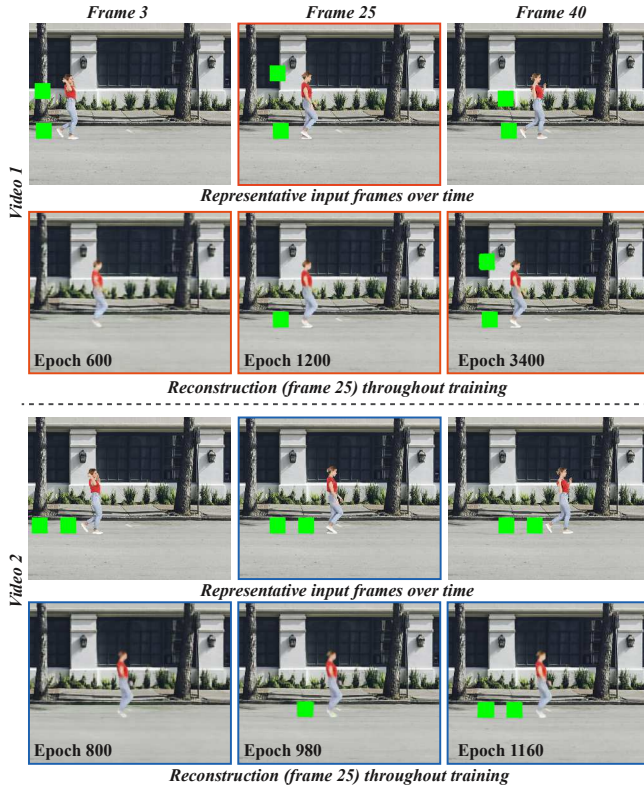 Frame 3
Frame 25
Frame 40
Video 1
Representative input frames over time
Epoch 600
Epoch 1200
Epoch 3400
Reconstruction (frame 25) throughout training
Video 2
Representative input frames over time
Epoch 800
Epoch 980
Epoch 1160
Reconstruction (frame 25) throughout training